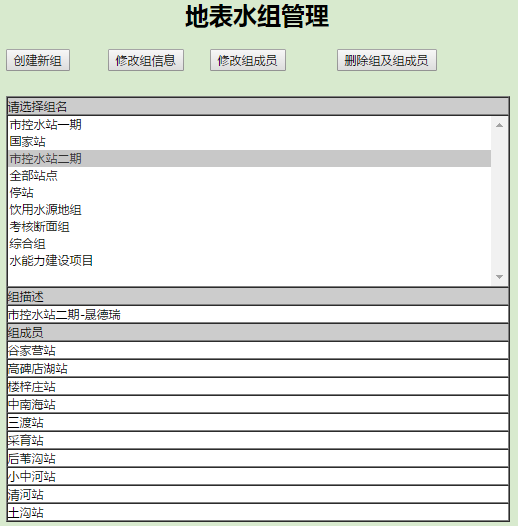 地表水组管理
创建新组 修改组信息 修改组成员 删除组及组成员
请选择组名
市控水站一期
国家站
市控水站二期
全部站点
停站
饮用水源地组
考核断面组
综合组
水能力建设项目
组描述
市控水站二期-晟德瑞
组成员
谷家营站
高碑店湖站
楼梓庄站
中南海站
三渡站
采育站
后苇沟站
小中河站
清河站
土沟站